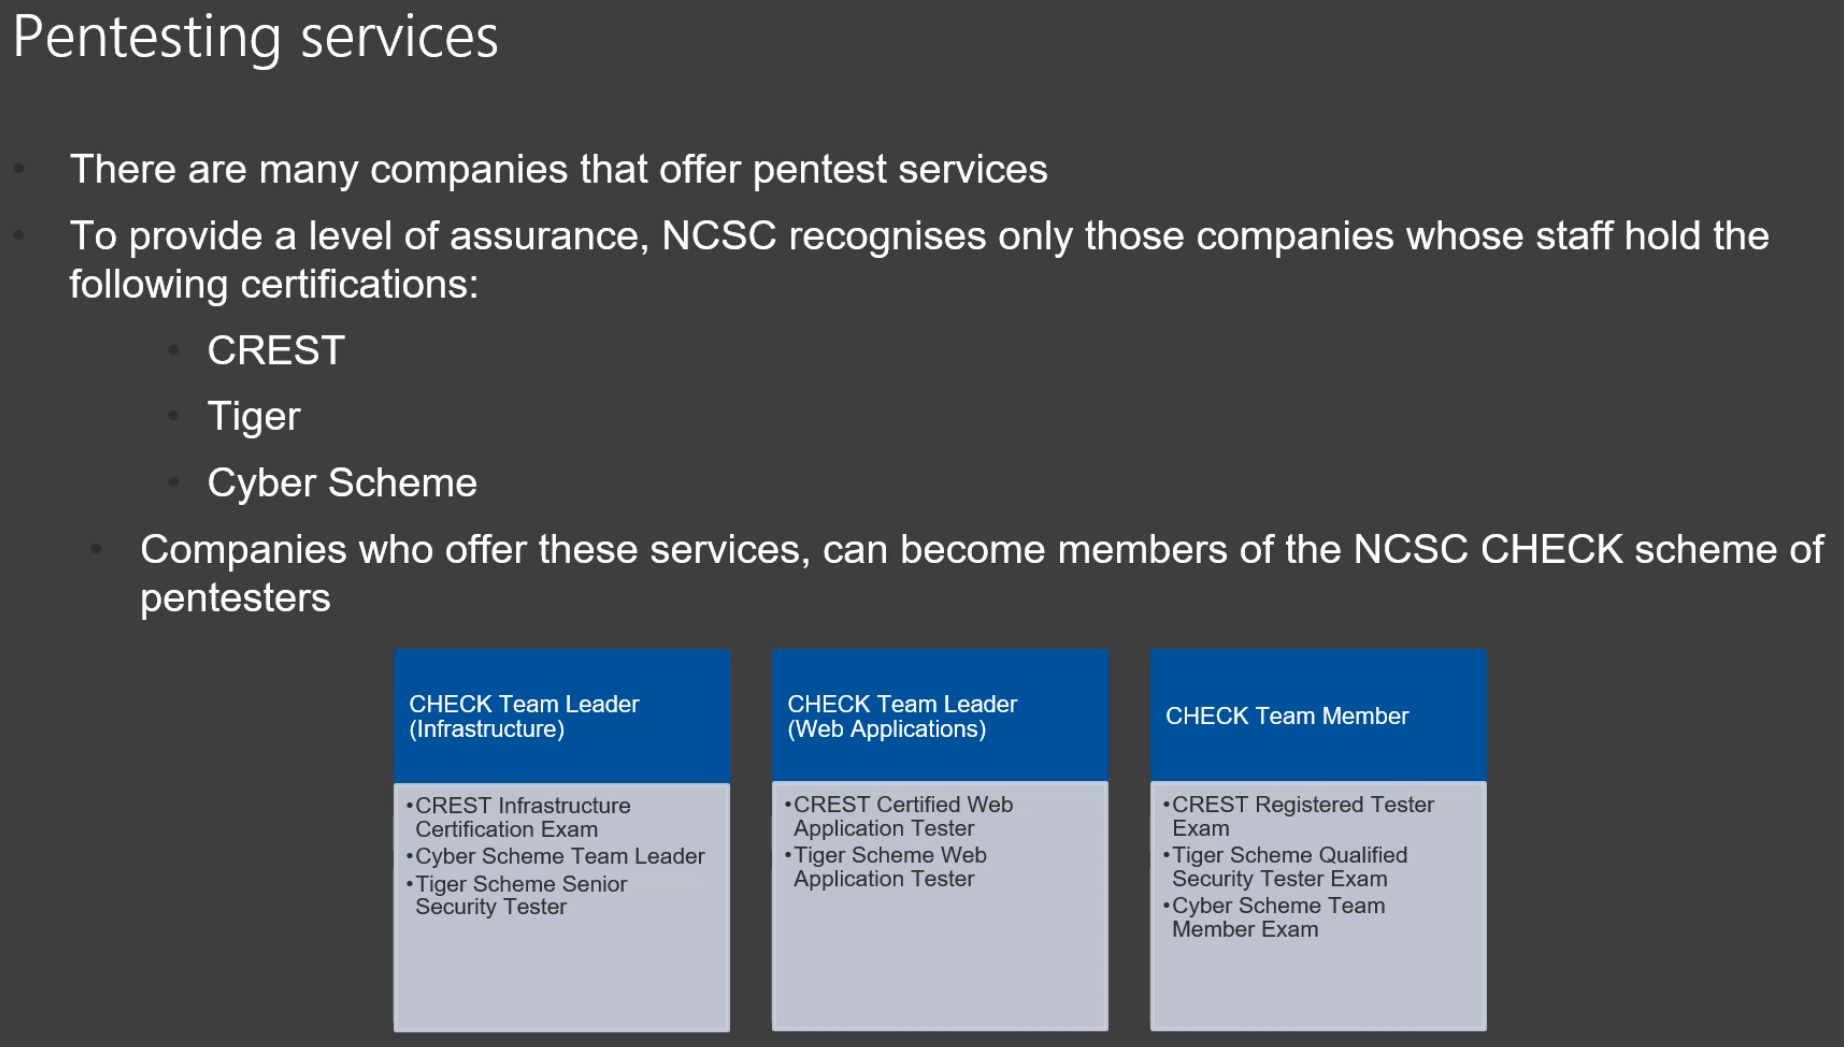 Pentesting services
• There are many companies that offer pentest services
• To provide a level of assurance, NCSC recognises only those companies whose staff hold the
following certifications:
• CREST
• Tiger
• Cyber Scheme
• Companies who offer these services, can become members of the NCSC CHECK scheme of
pentesters
CHECK Team Leader
(Infrastructure)
•CREST Infrastructure
Certification Exam
•Cyber Scheme Team Leader
•Tiger Scheme Senior
Security Tester
CHECK Team Leader
(Web Applications)
•CREST Certified Web
Application Tester
•Tiger Scheme Web
Application Tester
CHECK Team Member
•CREST Registered Tester
Exam
•Tiger Scheme Qualified
Security Tester Exam
•Cyber Scheme Team
Member Exam